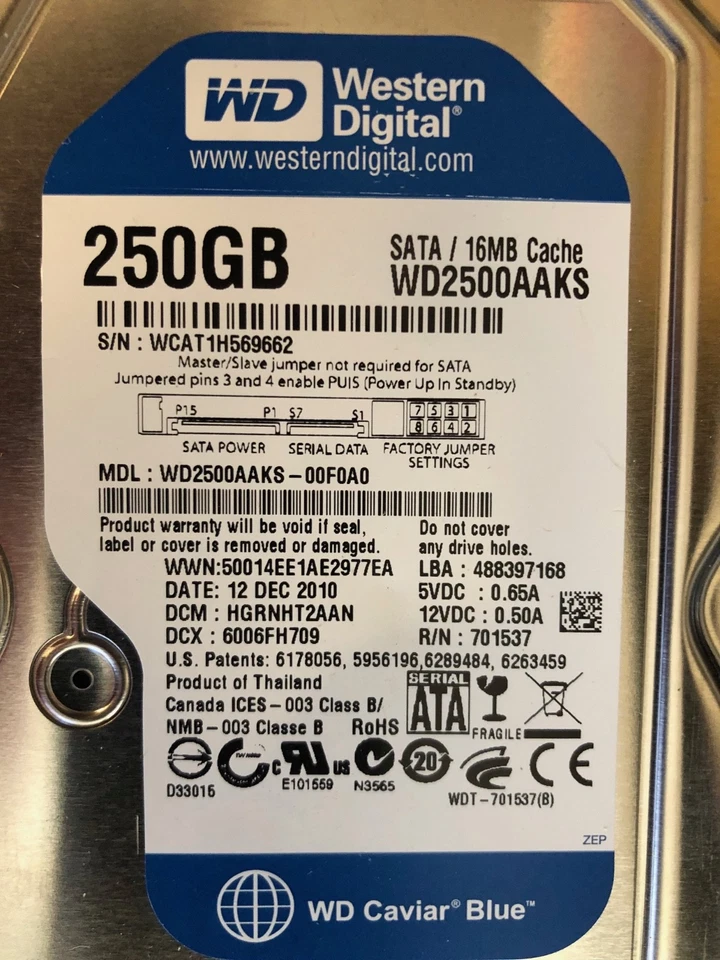 WD Western
Digital®
www.westerndigital.com
250GB
SATA / 16MB Cache
WD2500AAKS
S/N : WCAT1H569662
Master/Slave jumper not required for SATA
Jumpered pins 3 and 4 enable PUIS (Power Up In Standby)
P15 P1 S7 S1 7 5 3 1
8 6 4 2
SATA POWER SERIAL DATA FACTORY JUMPER
SETTINGS
MDL : WD2500AAKS-00F0A0
Product warranty will be void if seal,
label or cover is removed or damaged.
Do not cover
any drive holes.
WWN:50014EE1AE2977EA
DATE: 12 DEC 2010
DCM : HGRNHT2AAN
DCX : 6006FH709
LBA : 488397168
5VDC : 0.65A
12VDC : 0.50A
R/N : 701537
U.S. Patents: 6178056, 5956196,6289484, 6263459
Product of Thailand
Canada ICES-003 Class B/
NMB-003 Classe B RoHS
SERIAL
ATA
FRAGILE
D33015
c UL US
E101559
N3565
20
CE
WDT-701537(B)
ZEP
WD Caviar® Blue™